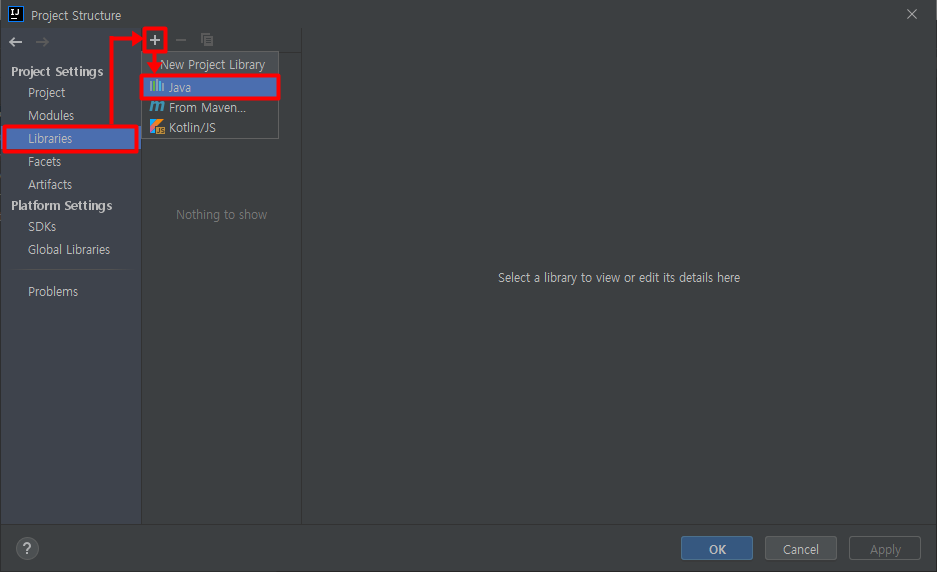 Project Structure
New Project Library
Java
From Maven...
Kotlin/JS
Project Settings
Project
Modules
Libraries
Facets
Artifacts
Platform Settings
SDKs
Global Libraries
Problems
Nothing to show
Select a library to view or edit its details here
?
OK
Cancel
Apply